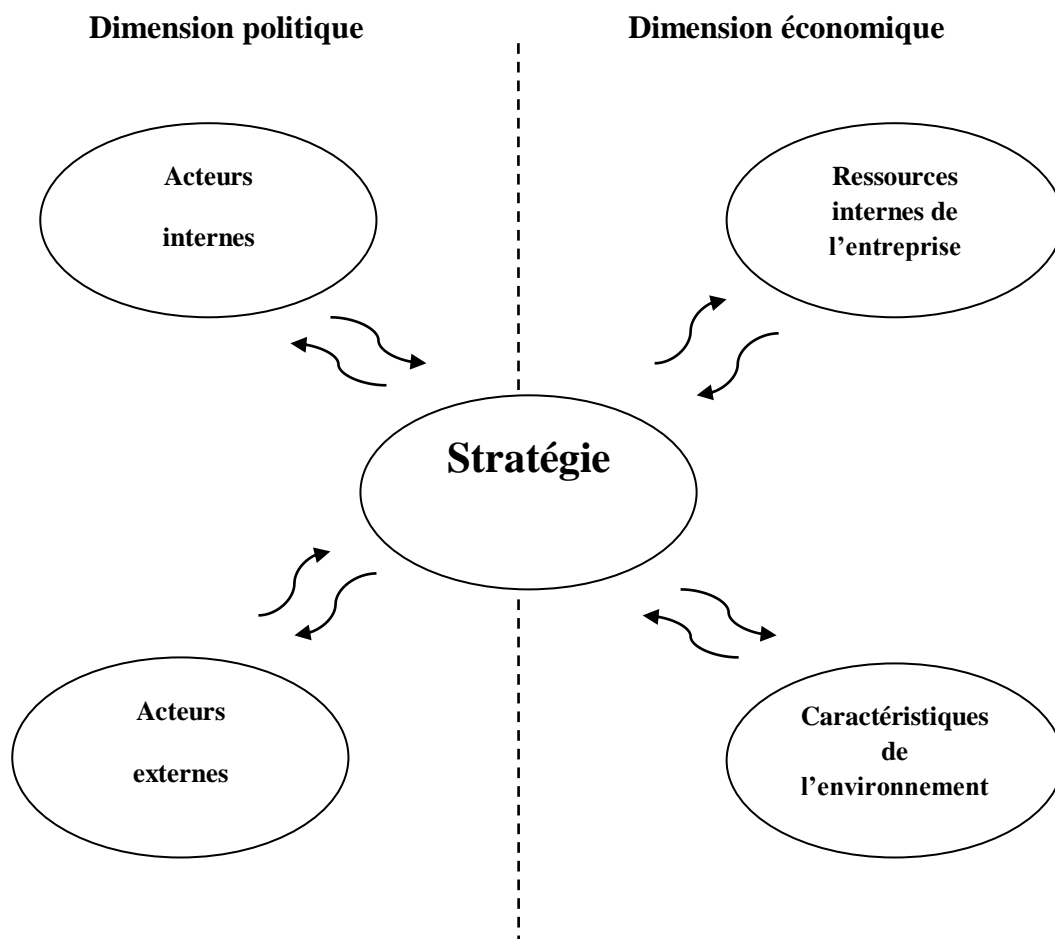 Dimension politique
Dimension économique
Acteurs
internes
Ressources
internes de
l’entreprise
Stratégie
Acteurs
externes
Caractéristiques
de
l’environnement